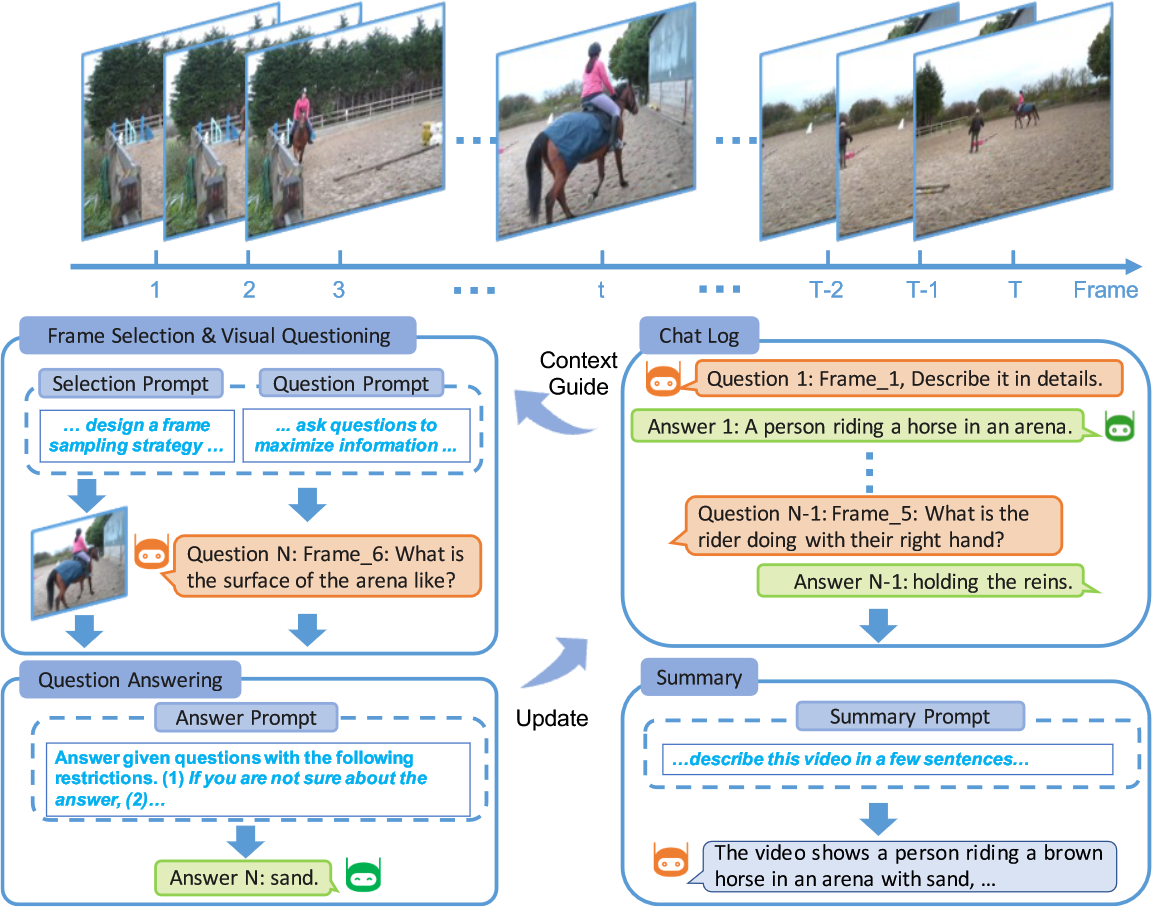 1
2
3
t
T-2
T-1
T
Frame
Frame Selection & Visual Questioning
Selection Prompt
Question Prompt
… design a frame
sampling strategy …
... ask questions to
maximize information ...
Question N: Frame_6: What is
the surface of the arena like?
Context
Guide
Chat Log
Question 1: Frame_1, Describe it in details.
Answer 1: A person riding a horse in an arena.
Question N-1: Frame_5: What is the
rider doing with their right hand?
Answer N-1: holding the reins.
Question Answering
Answer Prompt
Answer given questions with the following
restrictions. (1) If you are not sure about the
answer, (2)…
Answer N: sand.
Update
Summary
Summary Prompt
…describe this video in a few sentences…
The video shows a person riding a brown
horse in an arena with sand, ...